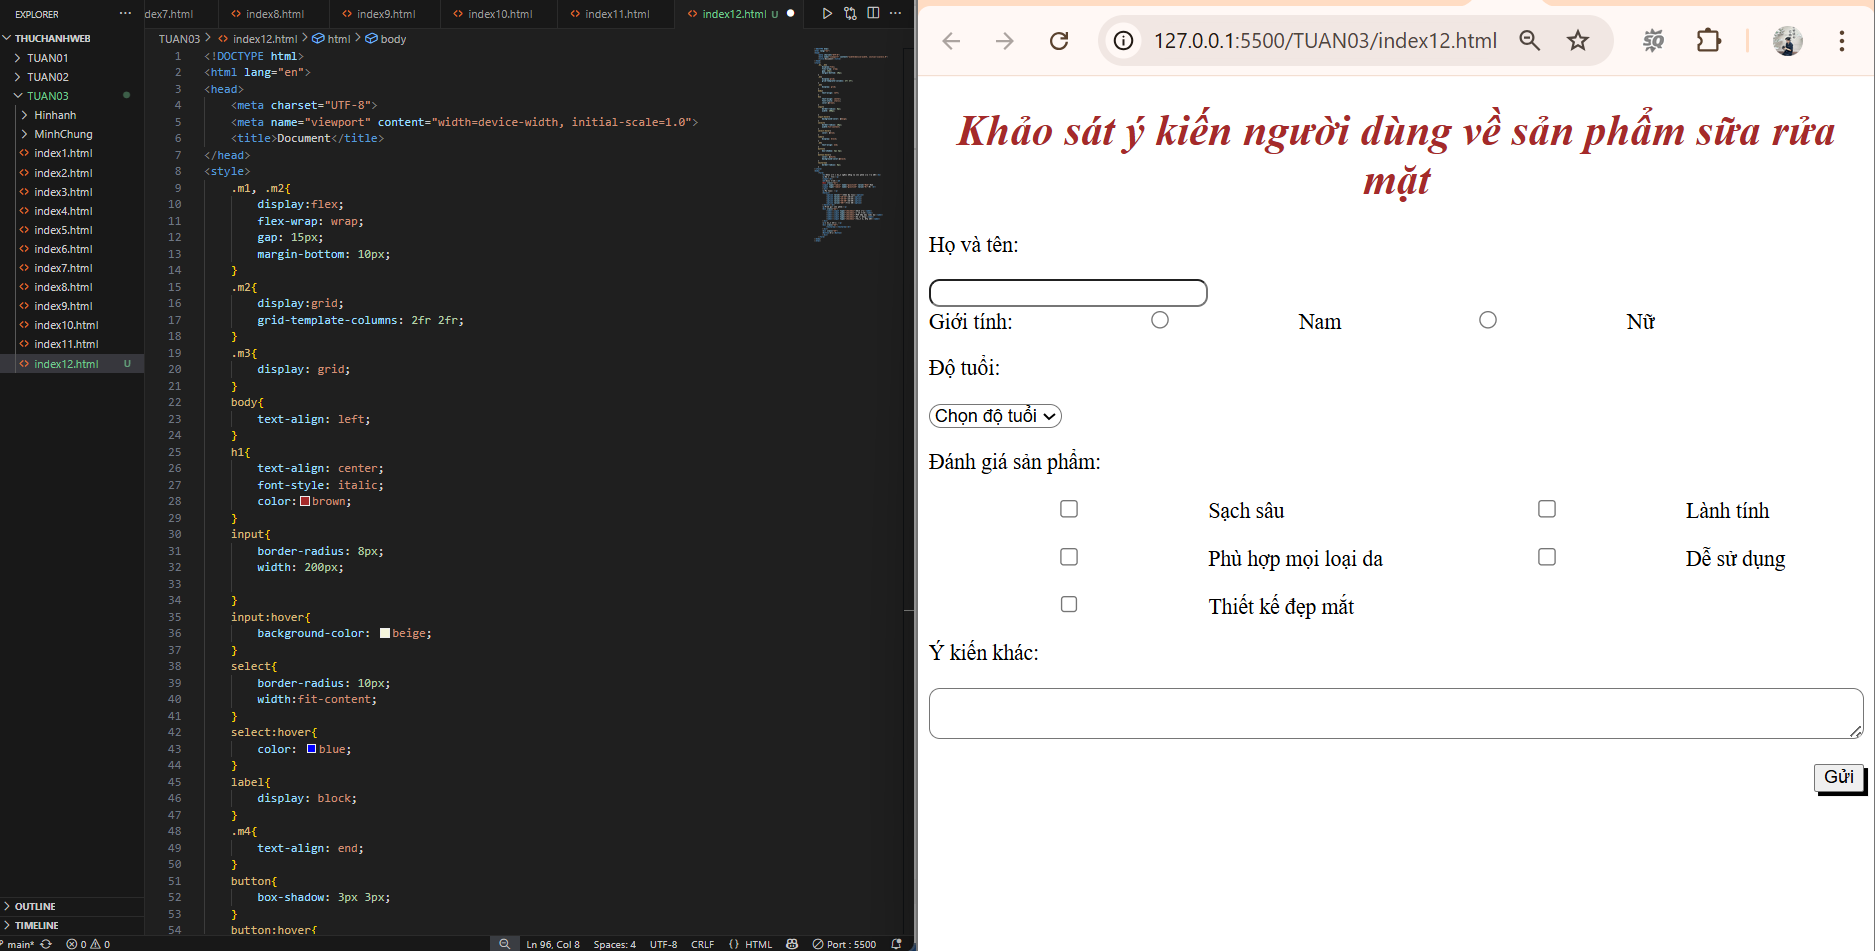 EXPLORER
THUCHANHWEB
TUAN01
TUAN02
TUAN03
Hinhanh
MinhChung
index1.html
index2.html
index3.html
index4.html
index5.html
index6.html
index7.html
index8.html
index9.html
index10.html
index11.html
index12.html U
OUTLINE
TIMELINE
dex7.html index8.html index9.html index10.html index11.html index12.html U
TUAN03 > index12.html > html > body
1 <!DOCTYPE html>
2 <html lang="en">
3 <head>
4 <meta charset="UTF-8">
5 <meta name="viewport" content="width=device-width, initial-scale=1.0">
6 <title>Document</title>
7 </head>
8 <style>
9 .m1, .m2{
10 display:flex;
11 flex-wrap: wrap;
12 gap: 15px;
13 margin-bottom: 10px;
14 }
15 .m2{
16 display:grid;
17 grid-template-columns: 2fr 2fr;
18 }
19 .m3{
20 display: grid;
21 }
22 body{
23 text-align: left;
24 }
25 h1{
26 text-align: center;
27 font-style: italic;
28 color:brown;
29 }
30 input{
31 border-radius: 8px;
32 width: 200px;
33
34 }
35 input:hover{
36 background-color: beige;
37 }
38 select{
39 border-radius: 10px;
40 width:fit-content;
41 }
42 select:hover{
43 color: blue;
44 }
45 label{
46 display: block;
47 }
48 .m4{
49 text-align: end;
50 }
51 button{
52 box-shadow: 3px 3px;
53 }
54 button:hover{
main* 0 0 Ln 96, Col 8 Spaces: 4 UTF-8 CRLF {} HTML Port : 5500
127.0.0.1:5500/TUAN03/index12.html
Khảo sát ý kiến người dùng về sản phẩm sữa rửa
mặt
Họ và tên:
Giới tính: Nam Nữ
Độ tuổi:
Chọn độ tuổi
Đánh giá sản phẩm:
Sạch sâu Lành tính
Phù hợp mọi loại da Dễ sử dụng
Thiết kế đẹp mắt
Ý kiến khác:
Gửi